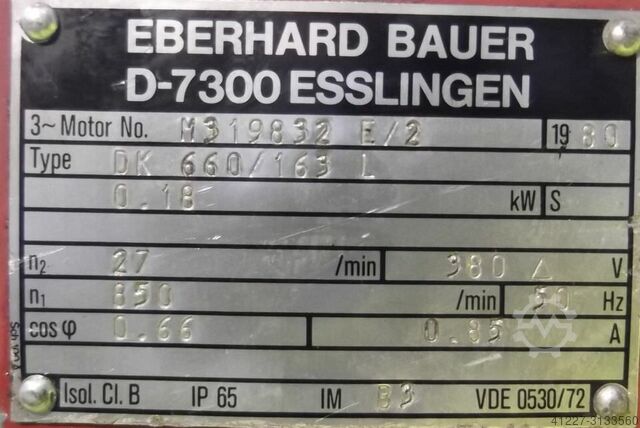 EBERHARD BAUER
D-7300 ESSLINGEN
3~ Motor No. M319832 E/2 1980
Type DK 660/163 L
0.18 kW S
n₂ 27 /min 380 △ V
n₁ 850 /min 50 Hz
cos φ 0.66 0.85 A
Isol. Cl. B IP 65 IM B3 VDE 0530/72
41227-3133560